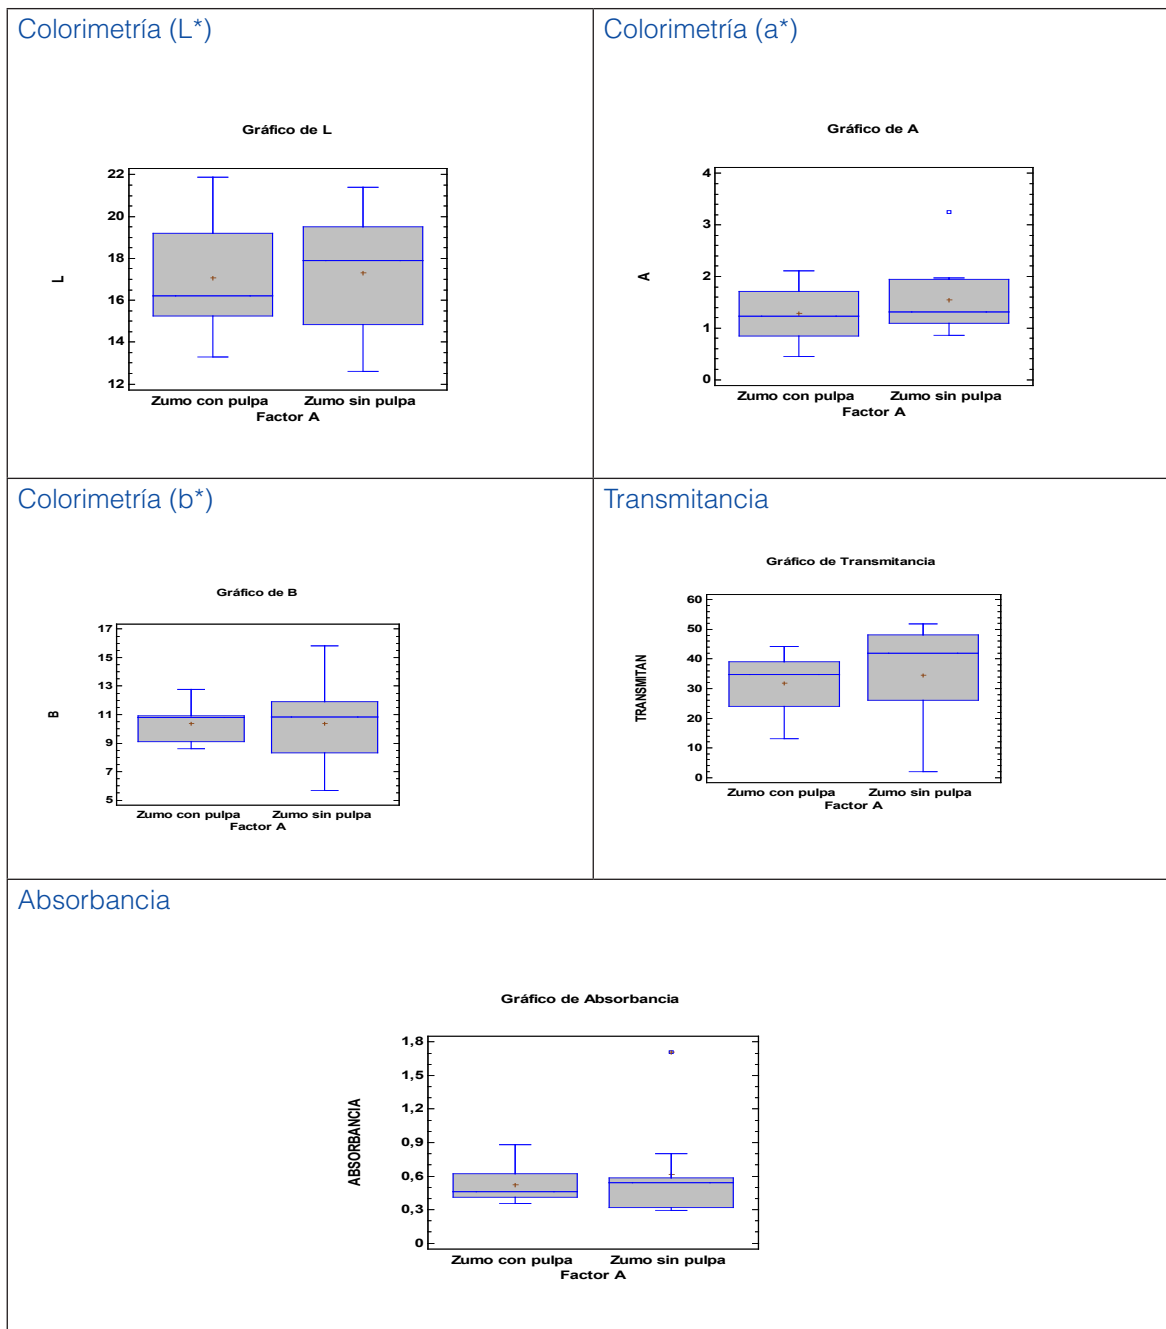 Colorimetría (L*)
Gráfico de L
22
20
18
16
14
12
L
Zumo con pulpa Zumo sin pulpa
Factor A
Colorimetría (a*)
Gráfico de A
4
3
2
1
0
A
Zumo con pulpa Zumo sin pulpa
Factor A
Colorimetría (b*)
Gráfico de B
17
15
13
11
9
7
5
B
Zumo con pulpa Zumo sin pulpa
Factor A
Transmitancia
Gráfico de Transmitancia
60
50
40
30
20
10
0
TRANSMITAN
Zumo con pulpa Zumo sin pulpa
Factor A
Absorbancia
Gráfico de Absorbancia
1,8
1,5
1,2
0,9
0,6
0,3
0
ABSORBANCIA
Zumo con pulpa Zumo sin pulpa
Factor A